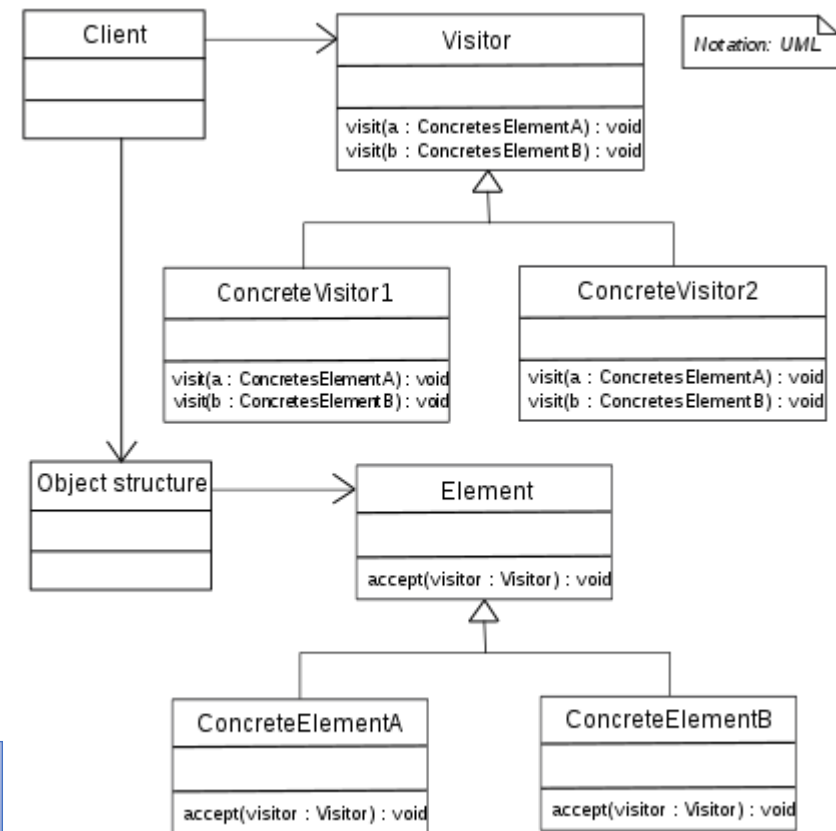 Client
Visitor
Notation: UML
visit(a : ConcretesElementA) : void
visit(b : ConcretesElementB) : void
ConcreteVisitor1
ConcreteVisitor2
visit(a : ConcretesElementA) : void
visit(b : ConcretesElementB) : void
visit(a : ConcretesElementA) : void
visit(b : ConcretesElementB) : void
Object structure
Element
accept(visitor : Visitor) : void
ConcreteElementA
ConcreteElementB
accept(visitor : Visitor) : void
accept(visitor : Visitor) : void